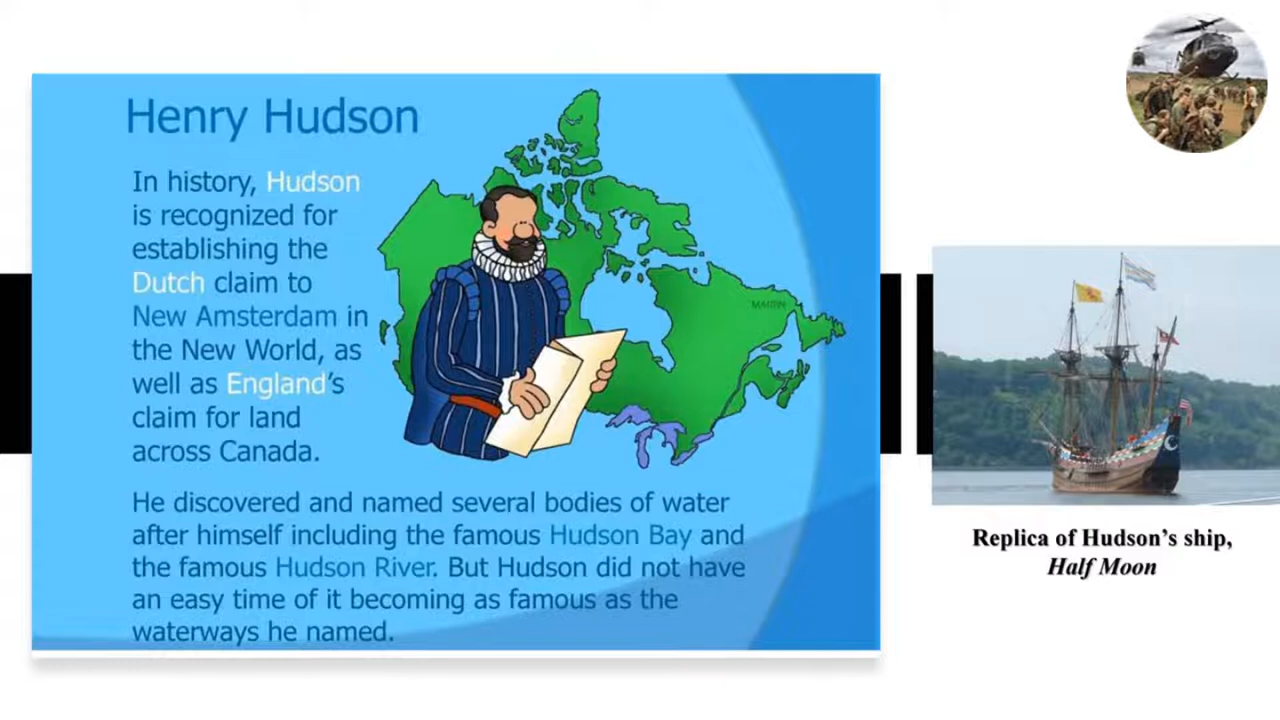 Henry Hudson
In history, Hudson
is recognized for
establishing the
Dutch claim to
New Amsterdam in
the New World, as
well as England's
claim for land
across Canada.
He discovered and named several bodies of water
after himself including the famous Hudson Bay and
the famous Hudson River. But Hudson did not have
an easy time of it becoming as famous as the
waterways he named.
MARTIN
Replica of Hudson's ship,
Half Moon